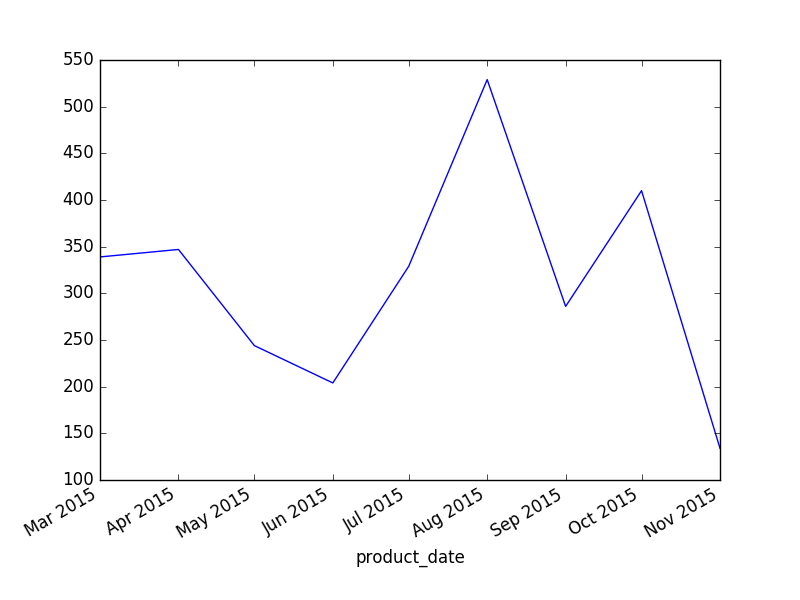 550
500
450
400
350
300
250
200
150
100
Mar 2015
Apr 2015
May 2015
Jun 2015
Jul 2015
Aug 2015
Sep 2015
Oct 2015
Nov 2015
product_date